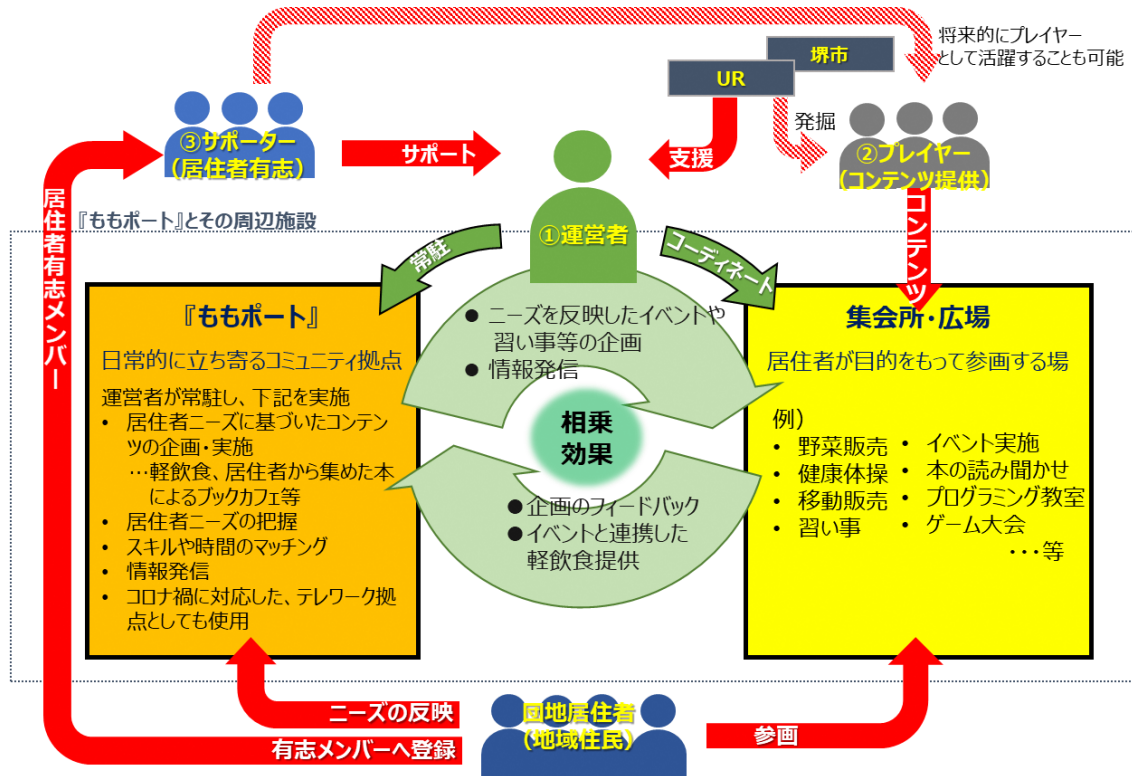 将来的にプレイヤー
として活躍することも可能
堺市
UR
発掘
③サポーター
(居住者有志)
サポート
支援
②プレイヤー
(コンテンツ提供)
居住者有志メンバー
『ももポート』とその周辺施設
①運営者
コンテンツ
常駐
コーディネート
『ももポート』
日常的に立ち寄るコミュニティ拠点
運営者が常駐し、下記を実施
• 居住者ニーズに基づいたコンテン
ツの企画・実施
…軽飲食、居住者から集めた本
によるブックカフェ等
• 居住者ニーズの把握
• スキルや時間のマッチング
• 情報発信
• コロナ禍に対応した、テレワーク拠
点としても使用
● ニーズを反映したイベントや
習い事等の企画
● 情報発信
相乗
効果
●企画のフィードバック
●イベントと連携した
軽飲食提供
集会所・広場
居住者が目的をもって参画する場
例）
• 野菜販売
• 健康体操
• 移動販売
• 習い事
• イベント実施
• 本の読み聞かせ
• プログラミング教室
• ゲーム大会
・・・等
ニーズの反映
有志メンバーへ登録
団地居住者
(地域住民)
参画